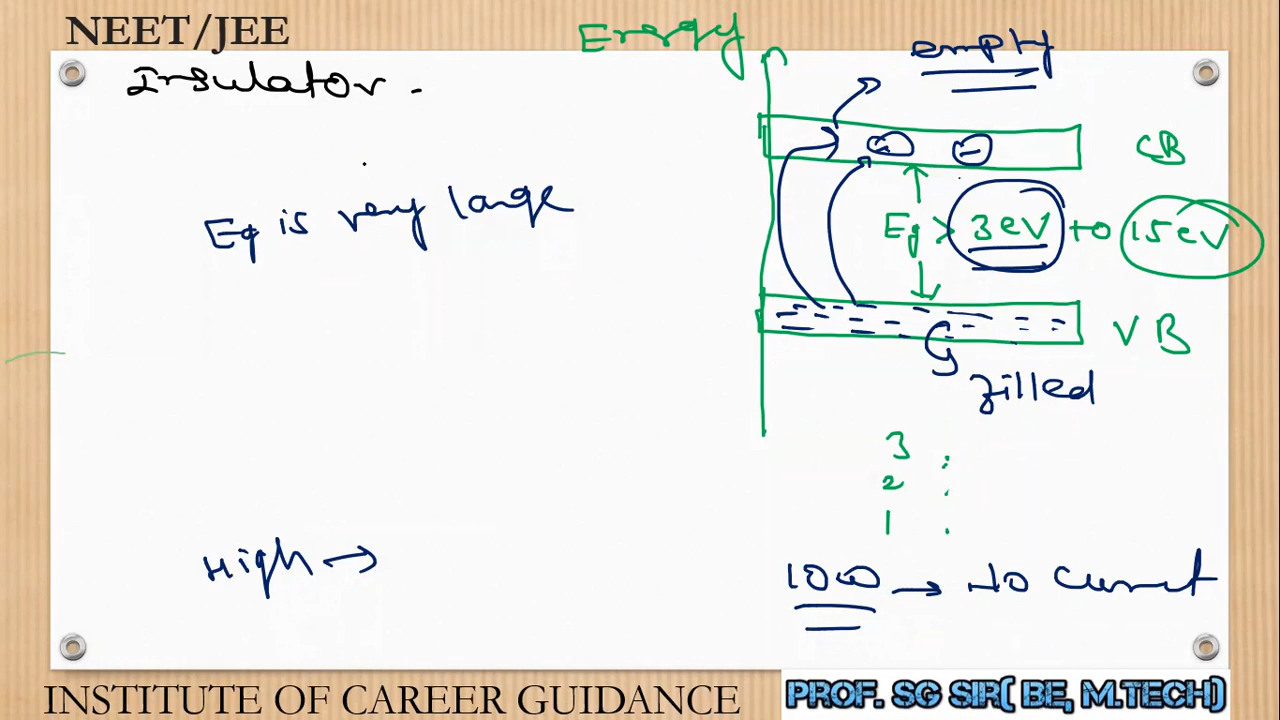 NEET/JEE
Energy
empty
Insulator.
CB
Eg is very large
Eg > 3eV to 15eV
VB
filled
3 :
2 .
1 .
High →
100 → No current
INSTITUTE OF CAREER GUIDANCE
PROF. SG SIR( BE, M.TECH)